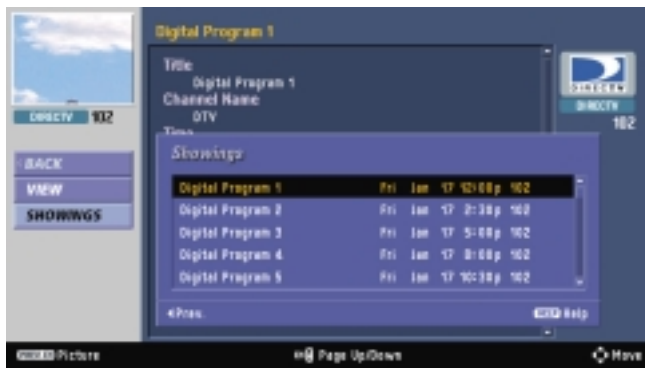 Digital Program 1
Title
Digital Program 1
Channel Name
DTV
Time
DIRECTV 102
DIRECTV
DIRECTV
102
BACK
VIEW
SHOWINGS
Showings
Digital Program 1 Fri Jan 17 12:00p 102
Digital Program 2 Fri Jan 17 2:30p 102
Digital Program 3 Fri Jan 17 5:00p 102
Digital Program 4 Fri Jan 17 8:00p 102
Digital Program 5 Fri Jan 17 10:30p 102
Prev.
Help
Picture
Page Up/Down
Move